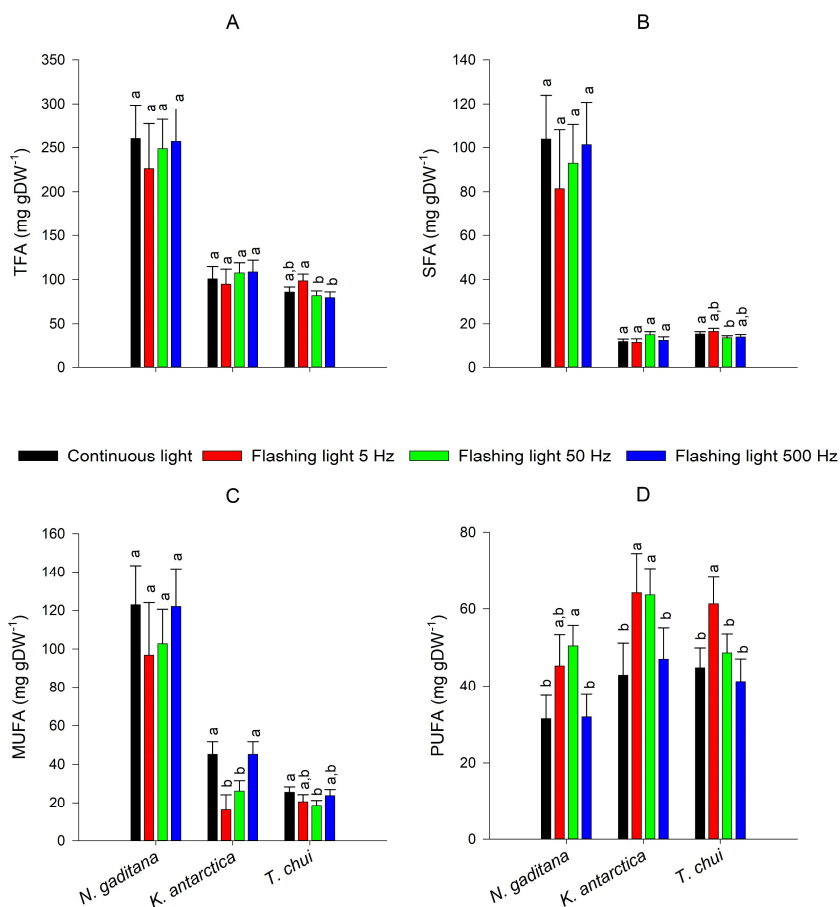 A
350
300
250
200
150
100
50
0
TFA (mg gDW⁻¹)
a a a a
a a a a
a,b a b b
B
140
120
100
80
60
40
20
0
SFA (mg gDW⁻¹)
a a a a
a a a a
a a,b b a,b
Continuous light Flashing light 5 Hz Flashing light 50 Hz Flashing light 500 Hz
C
160
140
120
100
80
60
40
20
0
MUFA (mg gDW⁻¹)
a a a a
a b b a
a a,b b a,b
N. gaditana K. antarctica T. chui
D
80
60
40
20
0
PUFA (mg gDW⁻¹)
b a,b a b
b a a b
b a b b
N. gaditana K. antarctica T. chui